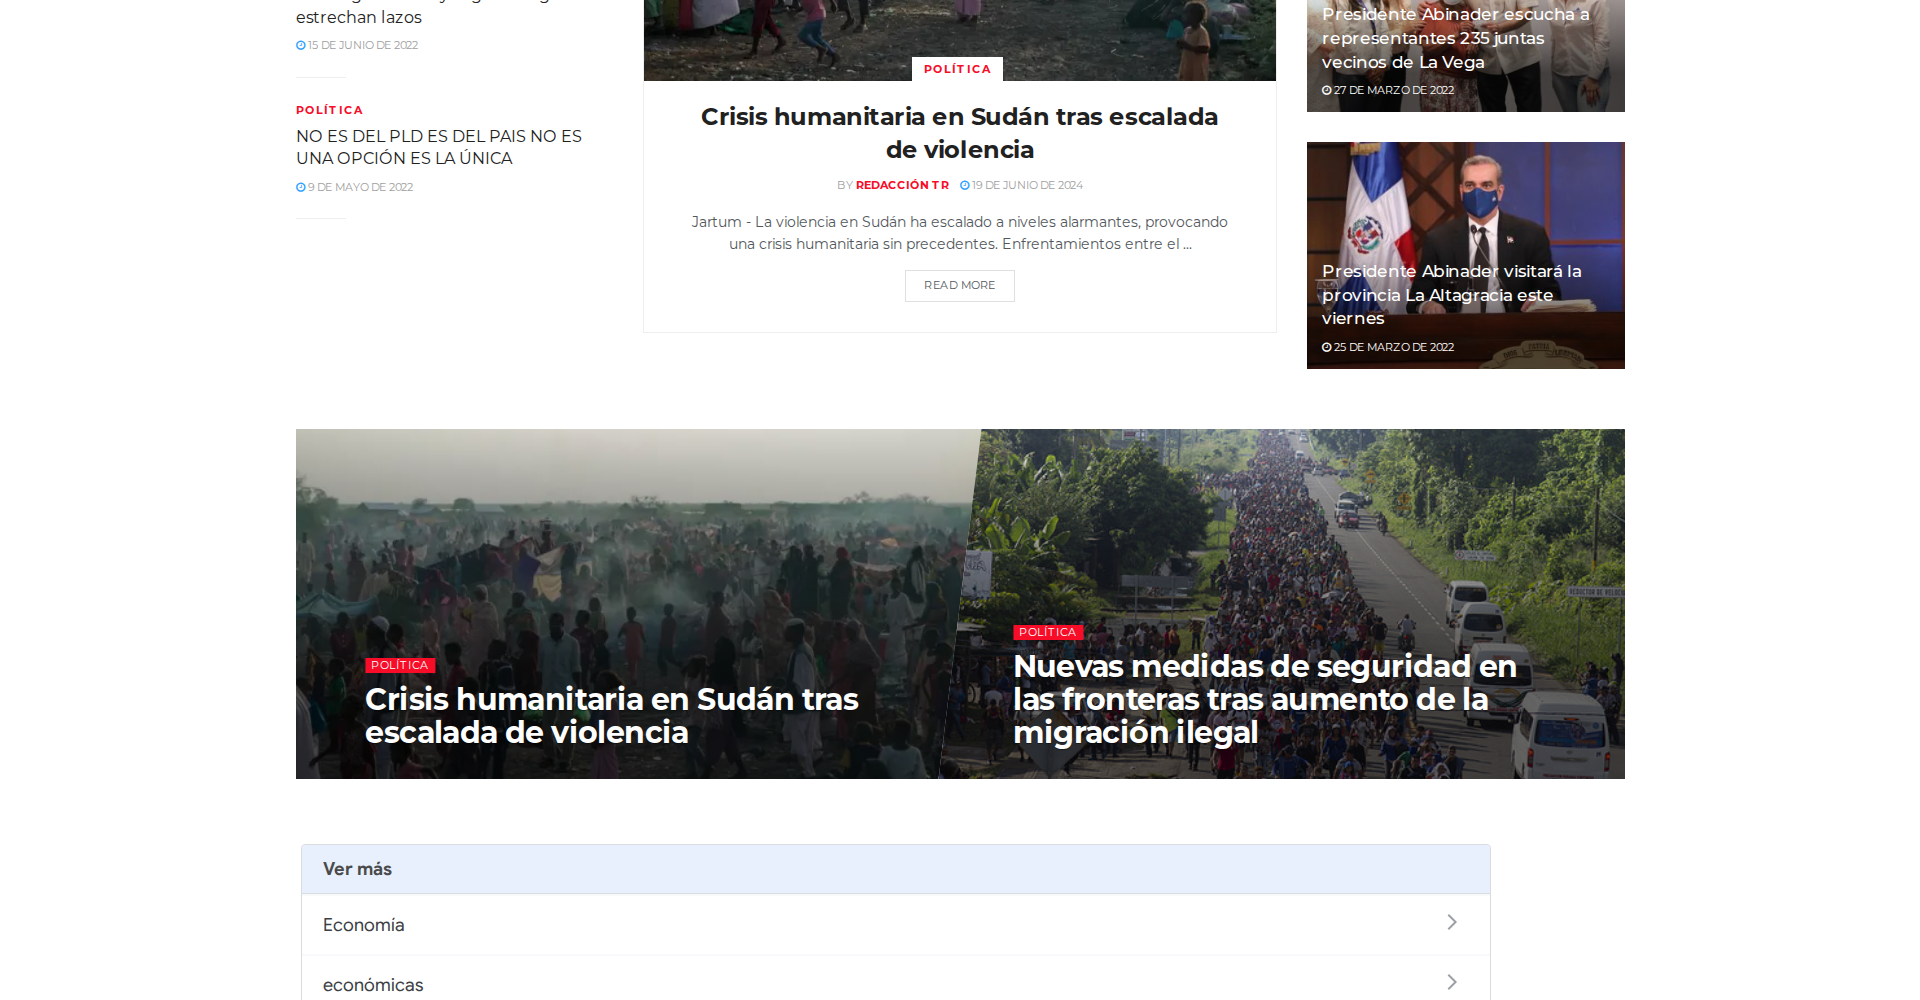 estrechan lazos
15 DE JUNIO DE 2022
POLÍTICA
NO ES DEL PLD ES DEL PAIS NO ES
UNA OPCIÓN ES LA ÚNICA
9 DE MAYO DE 2022
POLÍTICA
Crisis humanitaria en Sudán tras escalada
de violencia
BY REDACCIÓN T R 19 DE JUNIO DE 2024
Jartum - La violencia en Sudán ha escalado a niveles alarmantes, provocando
una crisis humanitaria sin precedentes. Enfrentamientos entre el ...
READ MORE
Presidente Abinader escucha a
representantes 235 juntas
vecinos de La Vega
27 DE MARZO DE 2022
Presidente Abinader visitará la
provincia La Altagracia este
viernes
25 DE MARZO DE 2022
POLÍTICA
Crisis humanitaria en Sudán tras
escalada de violencia
POLÍTICA
Nuevas medidas de seguridad en
las fronteras tras aumento de la
migración ilegal
Ver más
Economía
económicas